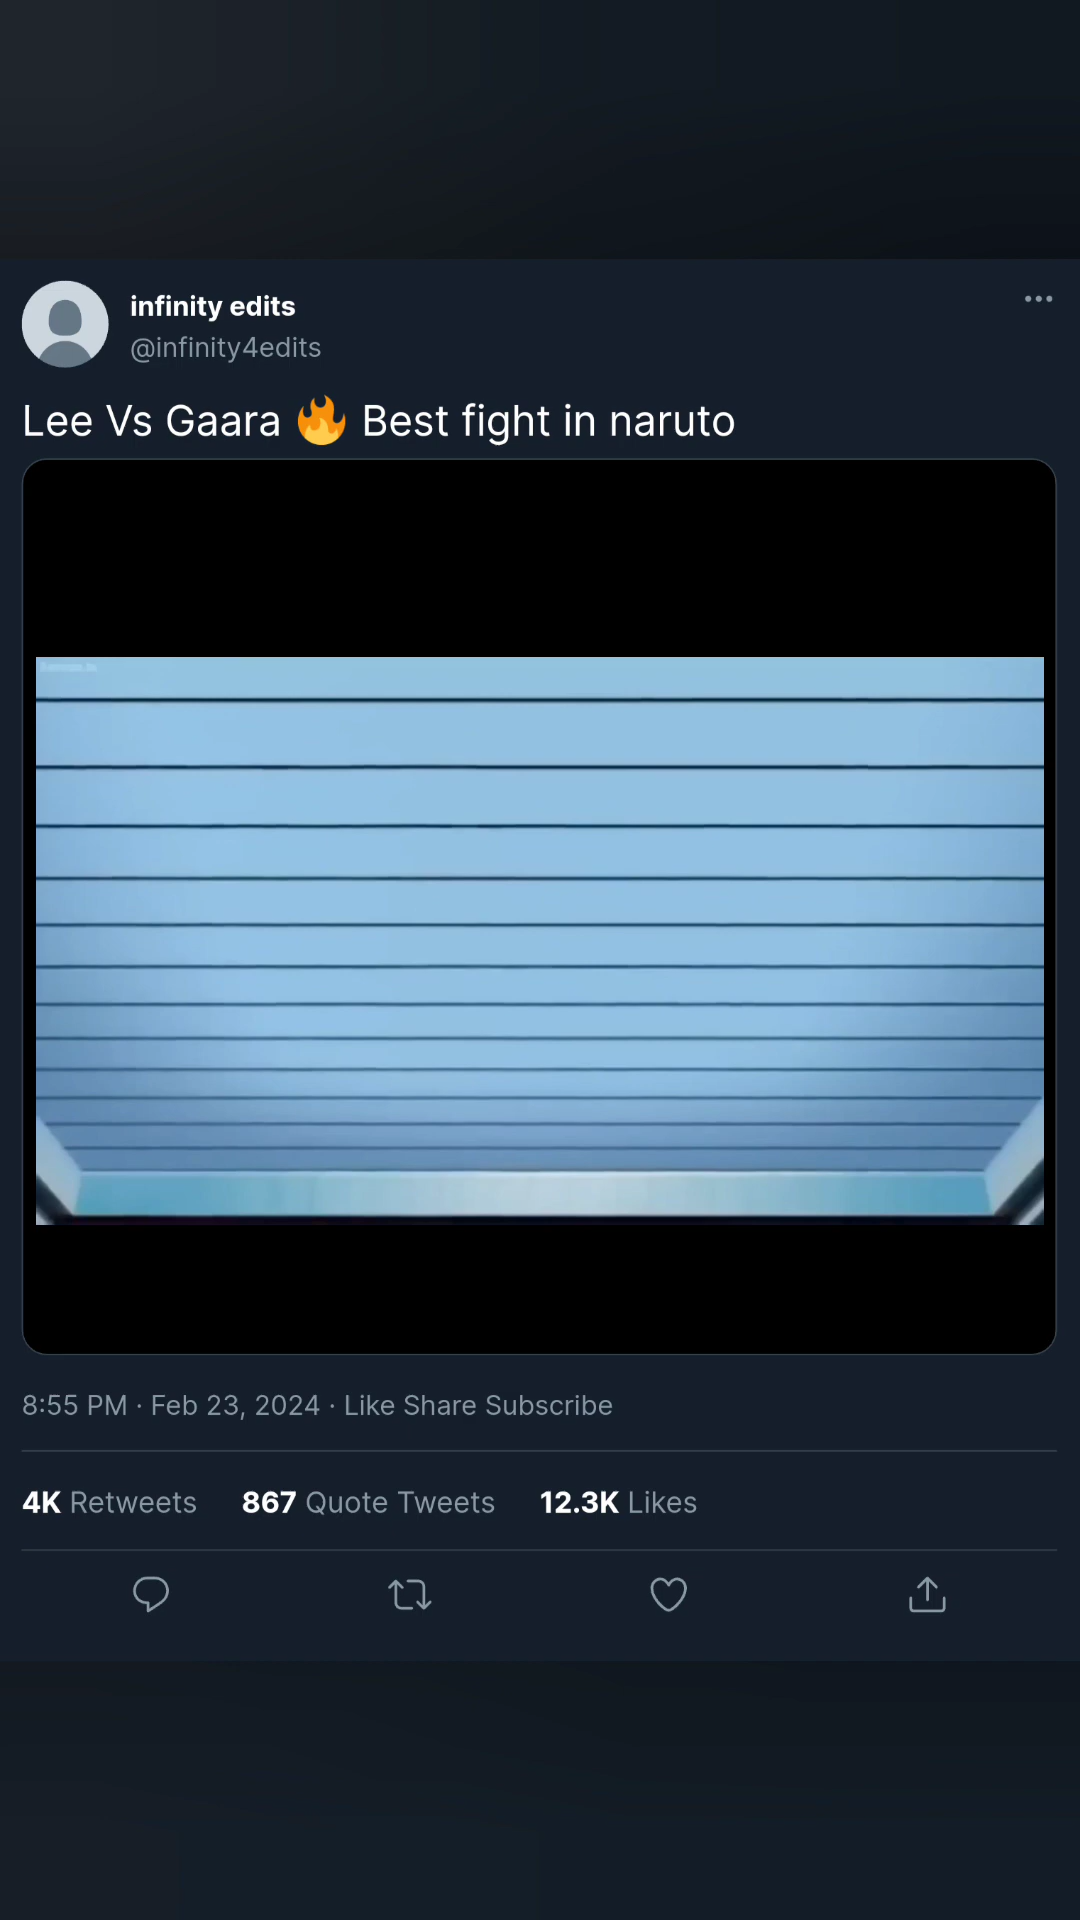 infinity edits
@infinity4edits
Lee Vs Gaara 🔥 Best fight in naruto
8:55 PM · Feb 23, 2024 · Like Share Subscribe
4K Retweets 867 Quote Tweets 12.3K Likes